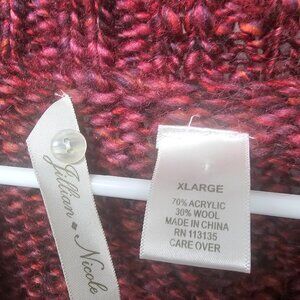 Jillian • Nicole
XLARGE
70% ACRYLIC
30% WOOL
MADE IN CHINA
RN 113135
CARE OVER